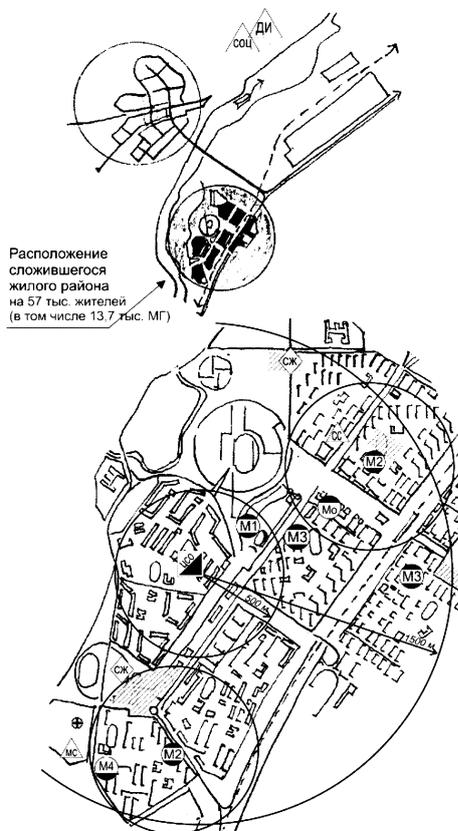 ДИ
СОЦ
р
Расположение
сложившегося
жилого района
на 57 тыс. жителей
(в том числе 13,7 тыс. МГ)
СЖ
СС
М2
Мо
М1
М3
М3
ЦСО
500 м
1500 м
СЖ
МС
М4
М2